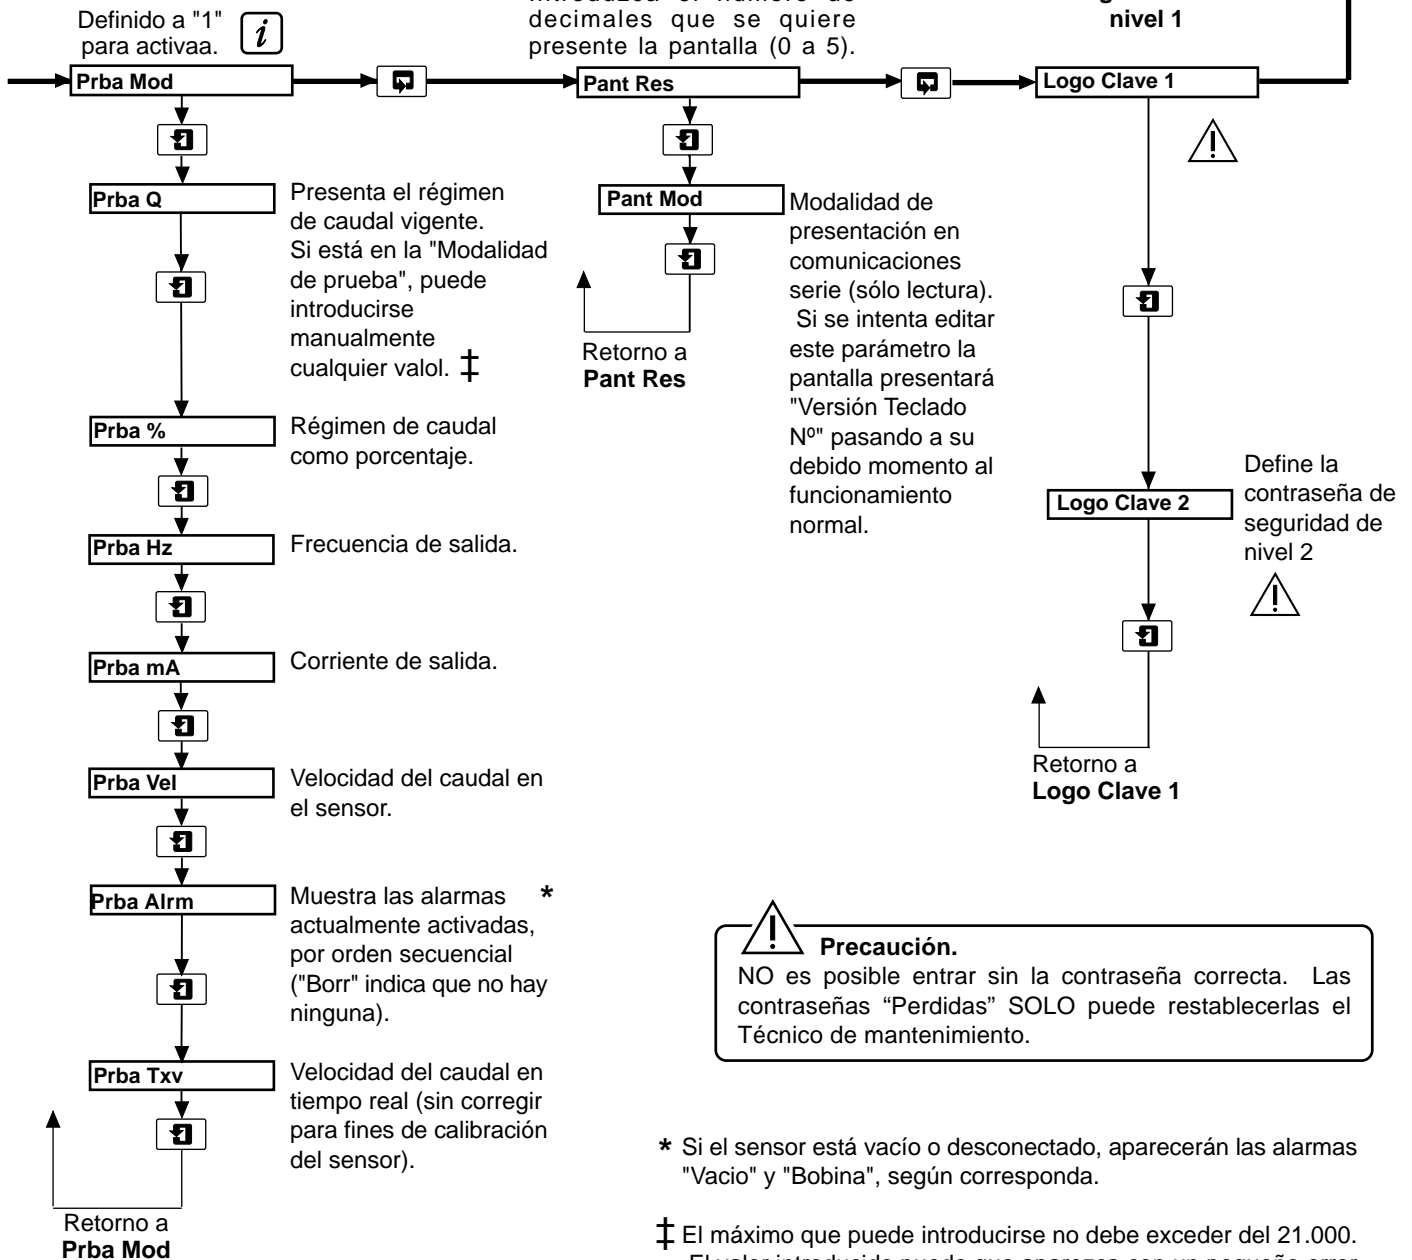 Definido a "1"
para activaa.
i
decimales que se quiere
presente la pantalla (0 a 5).
nivel 1
Prba Mod
Pant Res
Logo Clave 1
Prba Q
Presenta el régimen
de caudal vigente.
Si está en la "Modalidad
de prueba", puede
introducirse
manualmente
cualquier valol. ‡
Prba %
Régimen de caudal
como porcentaje.
Prba Hz
Frecuencia de salida.
Prba mA
Corriente de salida.
Prba Vel
Velocidad del caudal en
el sensor.
Prba Alrm
Muestra las alarmas *
actualmente activadas,
por orden secuencial
("Borr" indica que no hay
ninguna).
Prba Txv
Velocidad del caudal en
tiempo real (sin corregir
para fines de calibración
del sensor).
Retorno a
Prba Mod
Pant Mod
Modalidad de
presentación en
comunicaciones
serie (sólo lectura).
Si se intenta editar
este parámetro la
pantalla presentará
"Versión Teclado
Nº" pasando a su
debido momento al
funcionamiento
normal.
Retorno a
Pant Res
Logo Clave 2
Define la
contraseña de
seguridad de
nivel 2
Retorno a
Logo Clave 1
Precaución.
NO es posible entrar sin la contraseña correcta. Las
contraseñas “Perdidas” SOLO puede restablecerlas el
Técnico de mantenimiento.
* Si el sensor está vacío o desconectado, aparecerán las alarmas
"Vacio" y "Bobina", según corresponda.
‡ El máximo que puede introducirse no debe exceder del 21.000.
El valor introducido puede que aparezca con un pequeño error